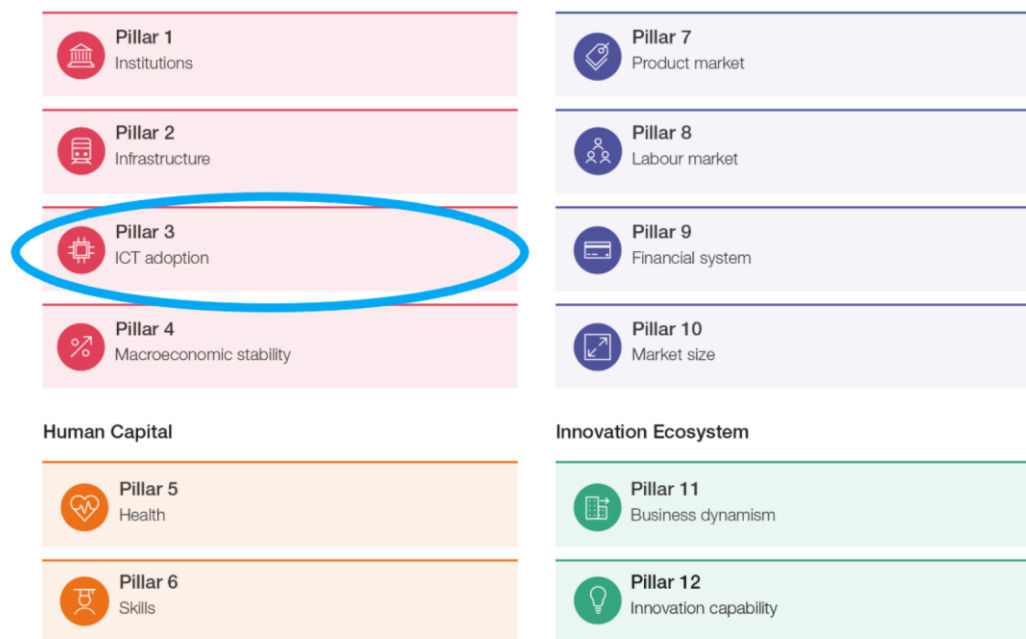 Pillar 1
Institutions
Pillar 2
Infrastructure
Pillar 3
ICT adoption
Pillar 4
Macroeconomic stability
Pillar 7
Product market
Pillar 8
Labour market
Pillar 9
Financial system
Pillar 10
Market size
Human Capital
Pillar 5
Health
Pillar 6
Skills
Innovation Ecosystem
Pillar 11
Business dynamism
Pillar 12
Innovation capability